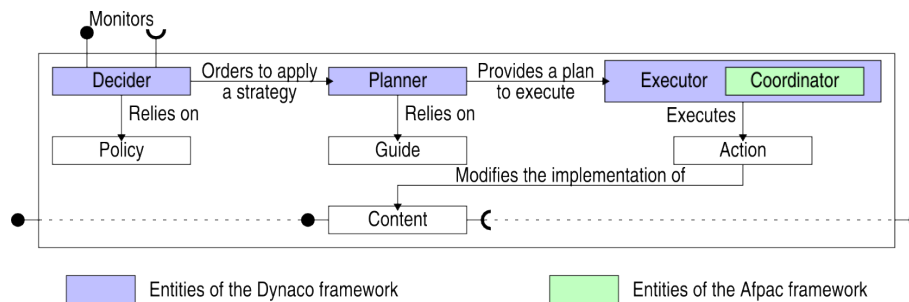 Monitors
Decider
Orders to apply
a strategy
Planner
Provides a plan
to execute
Executor
Coordinator
Relies on
Relies on
Executes
Policy
Guide
Action
Modifies the implementation of
Content
Entities of the Dynaco framework
Entities of the Afpac framework